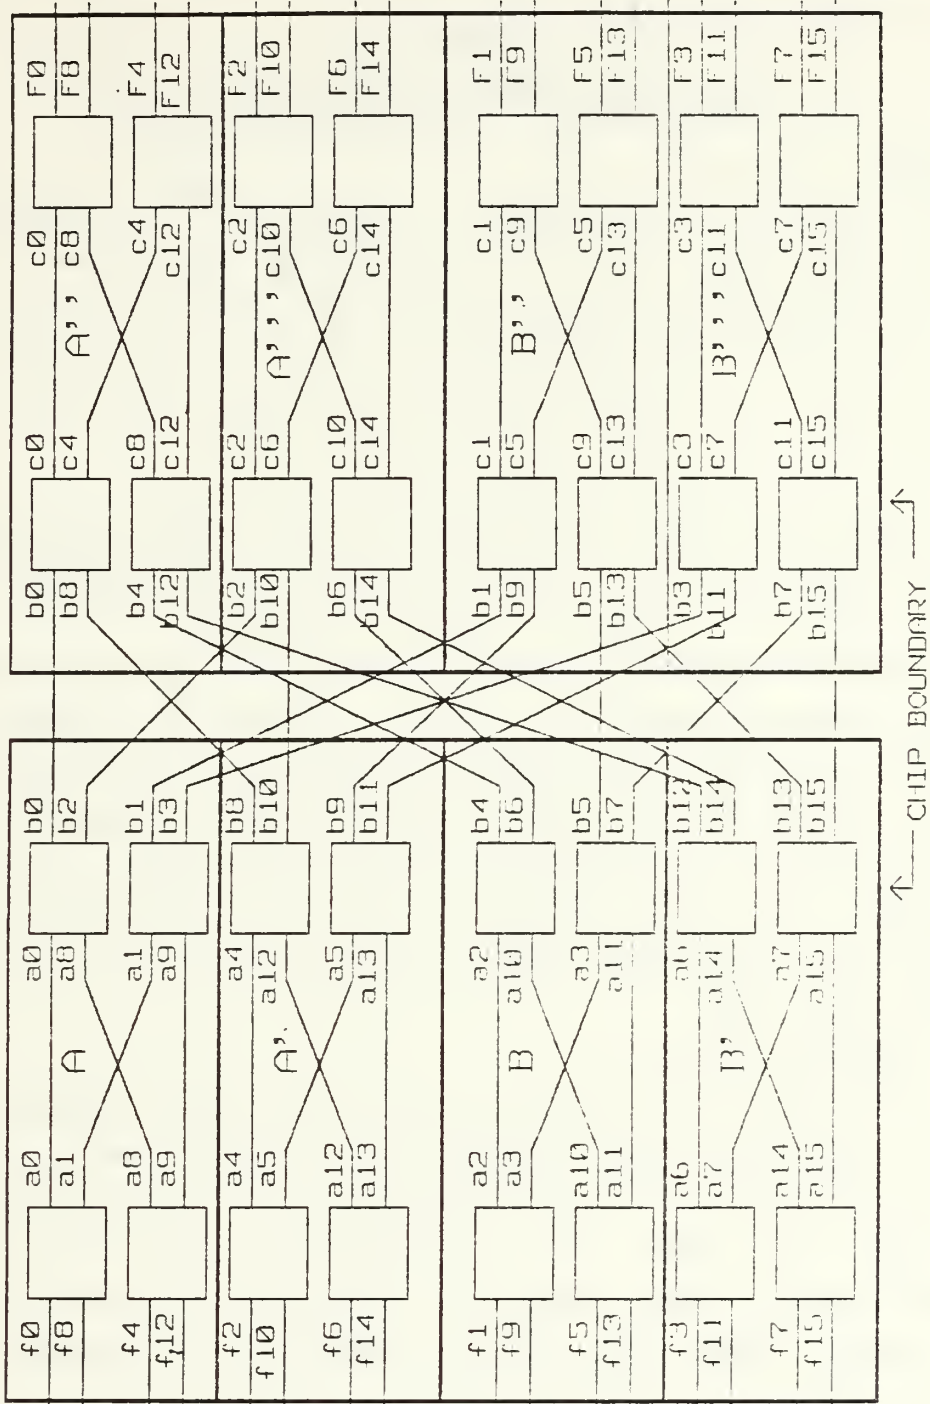 f0 a0 a0 b0 b0 c0 c0 F0
f8 a1 a8 b2 b8 c4 c8 F8
A A''
f4 a8 a1 b1 b4 c8 c4 F4
f,12 a9 a9 b3 b12 c12 c12 F12
f2 a4 a4 b8 b2 c2 c2 F2
f10 a5 a12 b10 b10 c6 c10 F10
A'. A'''
f6 a12 a5 b9 b6 c10 c6 F6
f14 a13 a13 b11 b14 c14 c14 F14
f1 a2 a2 b4 b1 c1 c1 F1
f9 a3 a10 b6 b9 c5 c9 F9
B B''
f5 a10 a3 b5 b5 c9 c5 F5
f13 a11 a11 b7 b13 c13 c13 F13
f3 a6 a6 b12 b3 c3 c3 F3
f11 a7 a14 b14 b11 c7 c11 F11
B' B'''
f7 a14 a7 b13 b7 c11 c7 F7
f15 a15 a15 b15 b15 c15 c15 F15
CHIP BOUNDARY